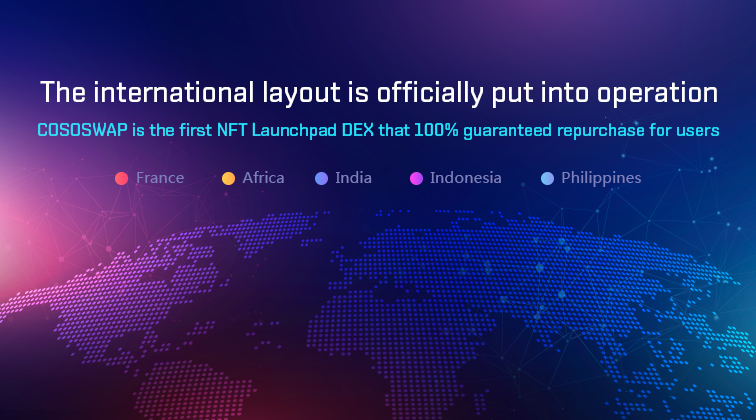 The international layout is officially put into operation
COSOSWAP is the first NFT Launchpad DEX that 100% guaranteed repurchase for users
France Africa India Indonesia Philippines